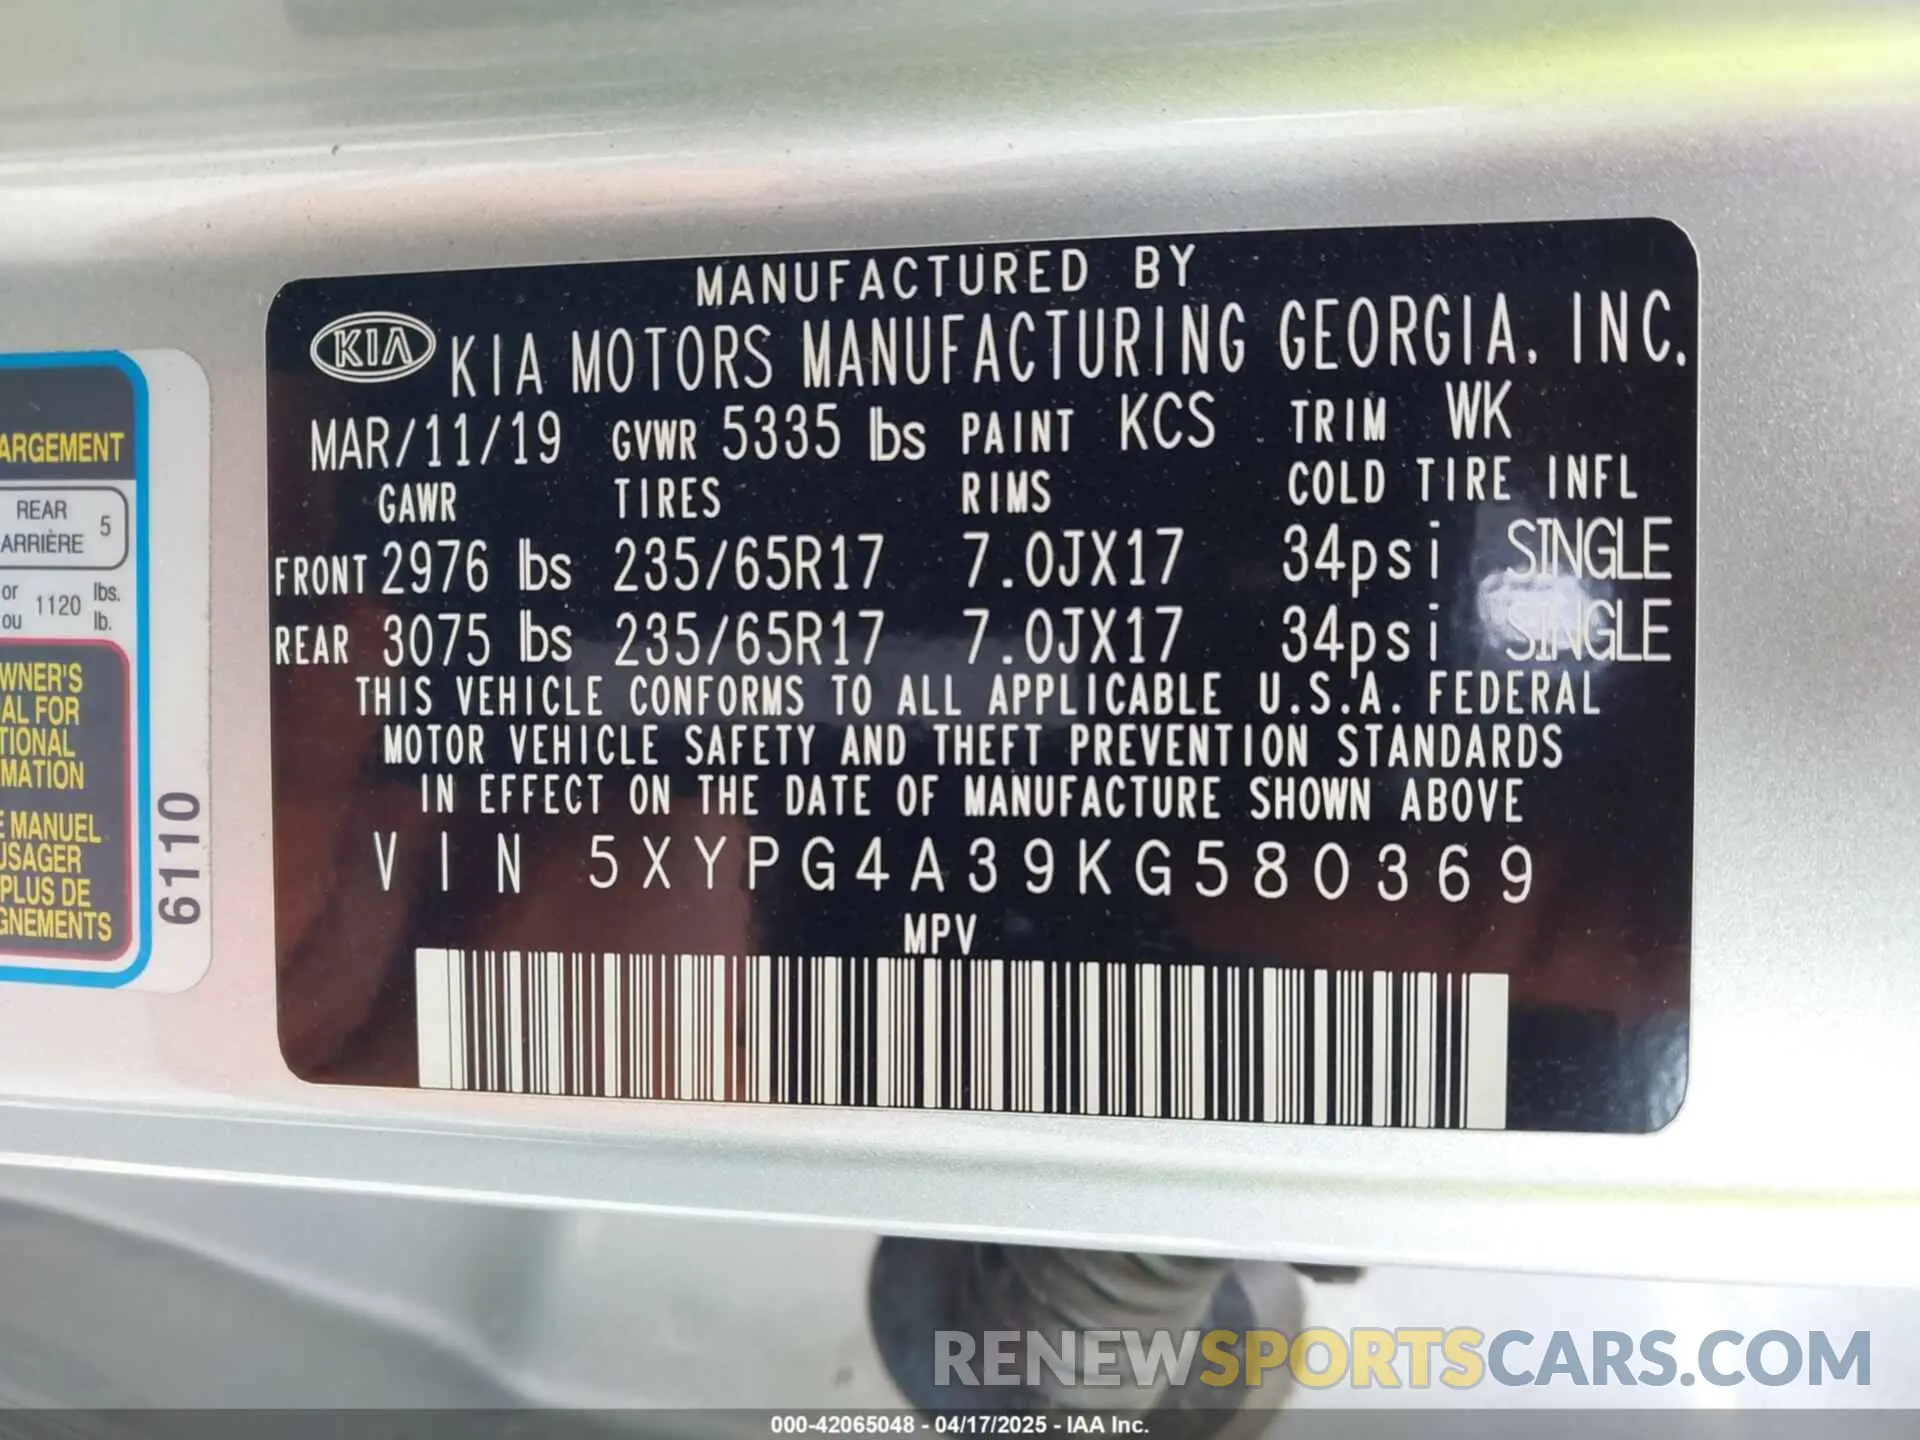 MANUFACTURED BY
KIA KIA MOTORS MANUFACTURING GEORGIA, INC.
MAR/11/19 GVWR 5335 lbs PAINT KCS TRIM WK
GAWR TIRES RIMS COLD TIRE INFL
FRONT 2976 lbs 235/65R17 7.0JX17 34psi SINGLE
REAR 3075 lbs 235/65R17 7.0JX17 34psi SINGLE
THIS VEHICLE CONFORMS TO ALL APPLICABLE U.S.A. FEDERAL
MOTOR VEHICLE SAFETY AND THEFT PREVENTION STANDARDS
IN EFFECT ON THE DATE OF MANUFACTURE SHOWN ABOVE
VIN 5XYPG4A39KG580369
MPV
ARGEMENT
REAR 5
ARRIÈRE
or 1120 lbs.
ou lb.
WNER'S
AL FOR
TIONAL
MATION
E MANUEL
USAGER
PLUS DE
GNEMENTS
6110
RENEWSPORTSCARS.COM
000-42065048 - 04/17/2025 - IAA Inc.